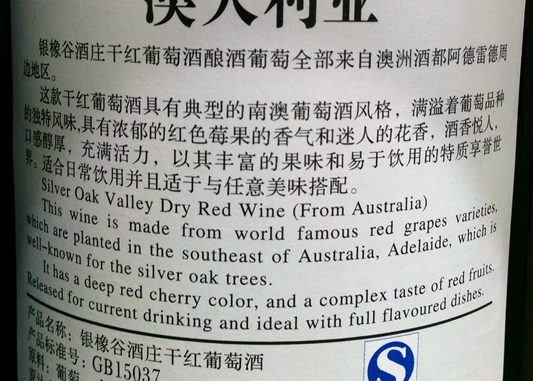 澳大利亚
银橡谷酒庄干红葡萄酒酿酒葡萄全部来自澳洲酒都阿德雷德周
边地区。
这款干红葡萄酒具有典型的南澳葡萄酒风格，满溢着葡萄品种
的独特风味,具有浓郁的红色莓果的香气和迷人的花香，酒香悦人，
口感醇厚，充满活力，以其丰富的果味和易于饮用的特质享誉世
界。适合日常饮用并且适于与任意美味搭配。
Silver Oak Valley Dry Red Wine (From Australia)
This wine is made from world famous red grapes varieties,
which are planted in the southeast of Australia, Adelaide, which is
well-known for the silver oak trees.
It has a deep red cherry color, and a complex taste of red fruits.
Released for current drinking and ideal with full flavoured dishes.
产品名称: 银橡谷酒庄干红葡萄酒
产品标准号: GB15037
原料: 葡萄
S